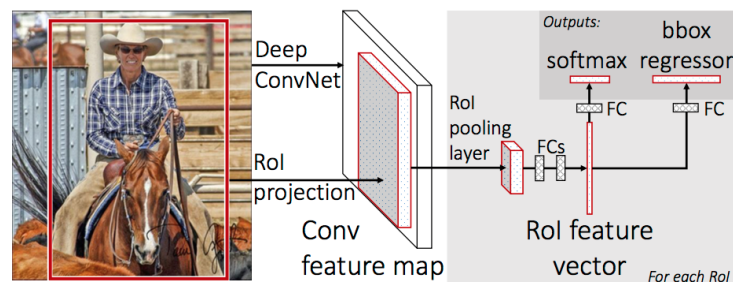 Deep
ConvNet
RoI
projection
Conv
feature map
RoI
pooling
layer
FCs
RoI feature
vector
For each RoI
Outputs:
softmax
bbox
regressor
FC
FC